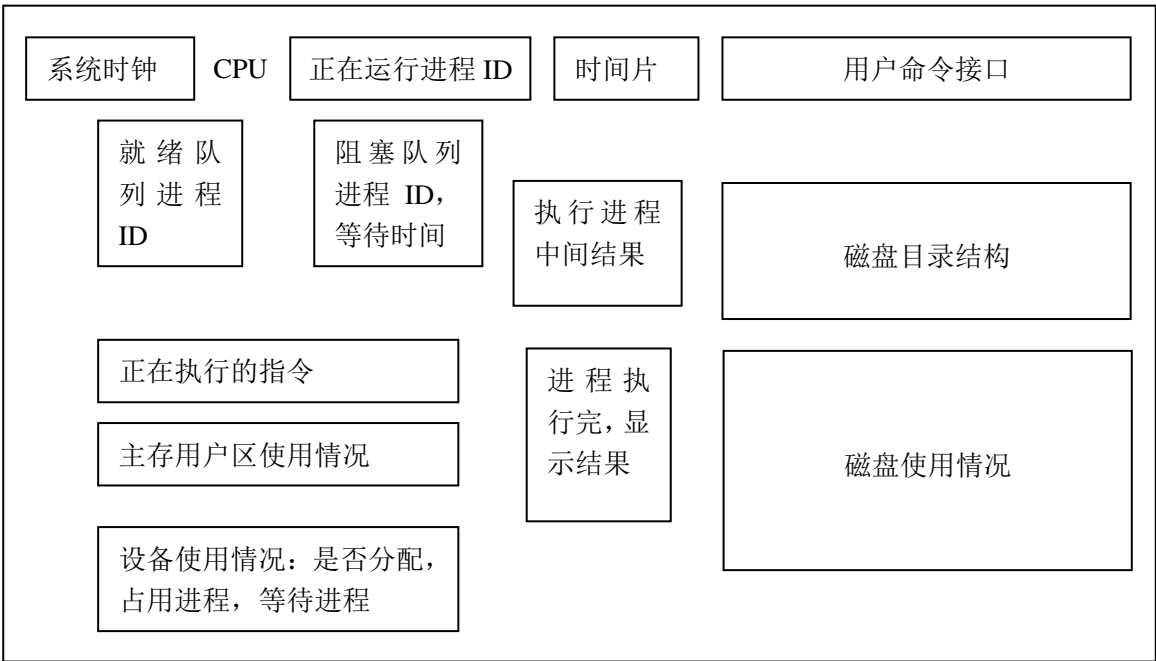 系统时钟
CPU
正在运行进程 ID
时间片
用户命令接口
就绪队
列进程
ID
阻塞队列
进程 ID，
等待时间
执行进程
中间结果
磁盘目录结构
正在执行的指令
主存用户区使用情况
进程执
行完，显
示结果
磁盘使用情况
设备使用情况：是否分配，
占用进程，等待进程